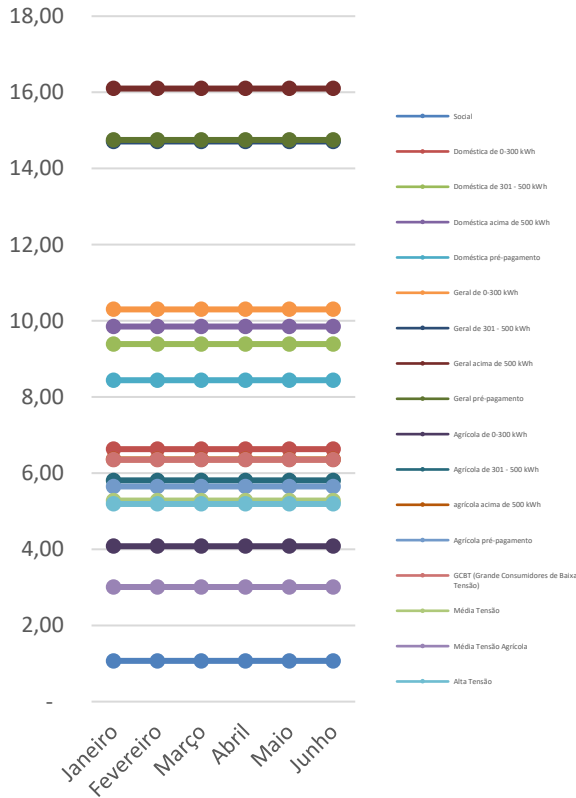 18,00
16,00
14,00
12,00
10,00
8,00
6,00
4,00
2,00
-
Janeiro
Fevereiro
Março
Abril
Maio
Junho
Social
Doméstica de 0-300 kWh
Doméstica de 301 - 500 kWh
Doméstica acima de 500 kWh
Doméstica pré-pagamento
Geral de 0-300 kWh
Geral de 301 - 500 kWh
Geral acima de 500 kWh
Geral pré-pagamento
Agrícola de 0-300 kWh
Agrícola de 301 - 500 kWh
agrícola acima de 500 kWh
Agrícola pré-pagamento
GCBT (Grande Consumidores de Baixa
Tensão)
Média Tensão
Média Tensão Agrícola
Alta Tensão